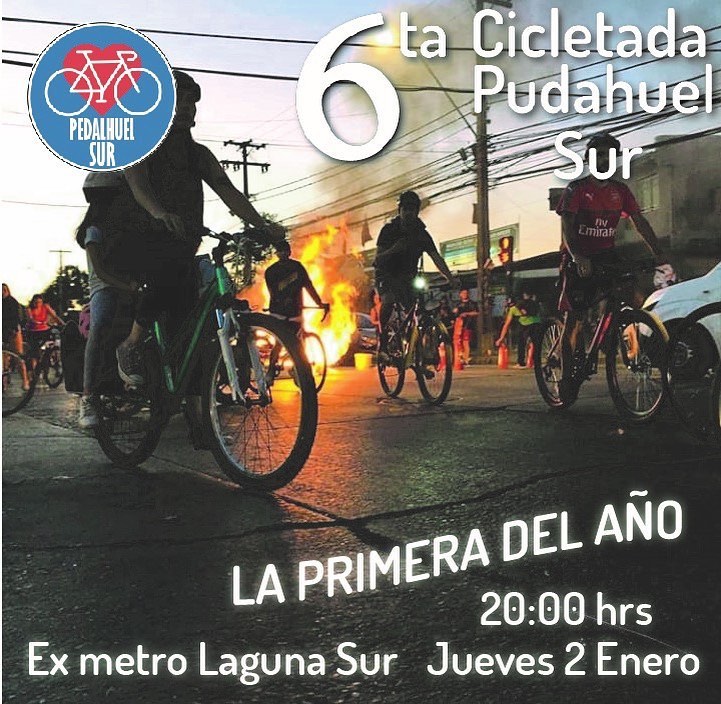 PEDALHUEL
SUR
6ta Cicletada
Pudahuel
Sur
Fly
Emirates
LA PRIMERA DEL AÑO
20:00 hrs
Ex metro Laguna Sur Jueves 2 Enero